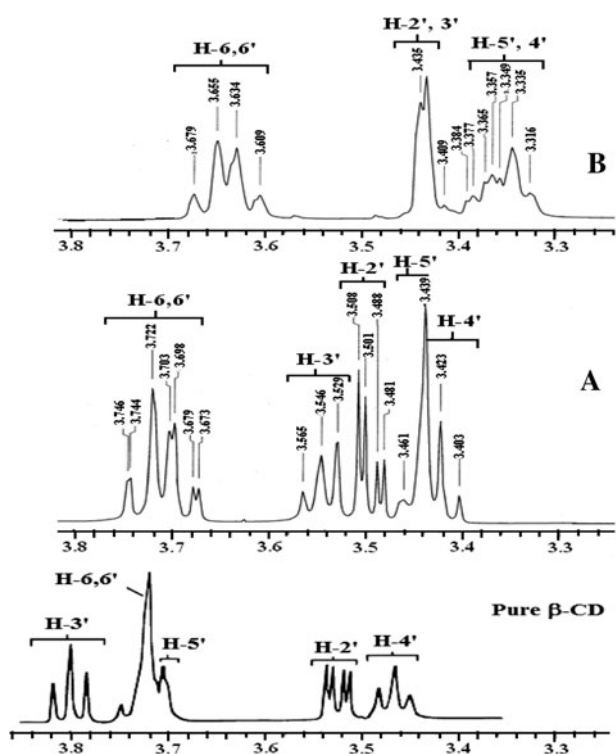 H-2', 3'
H-6,6'
H-5', 4'
3.679
3.655
3.634
3.609
3.435
3.409
3.384
3.377
3.365
3.357
3.349
3.335
3.316
B
3.8 3.7 3.6 3.5 3.4 3.3
H-6,6'
H-3'
H-2'
H-5'
H-4'
3.746
3.744
3.722
3.703
3.698
3.679
3.673
3.565
3.546
3.529
3.508
3.501
3.488
3.481
3.461
3.439
3.423
3.403
A
3.8 3.7 3.6 3.5 3.4 3.3
H-6,6'
Pure β-CD
H-3'
H-5'
H-2'
H-4'
3.8 3.7 3.6 3.5 3.4 3.3